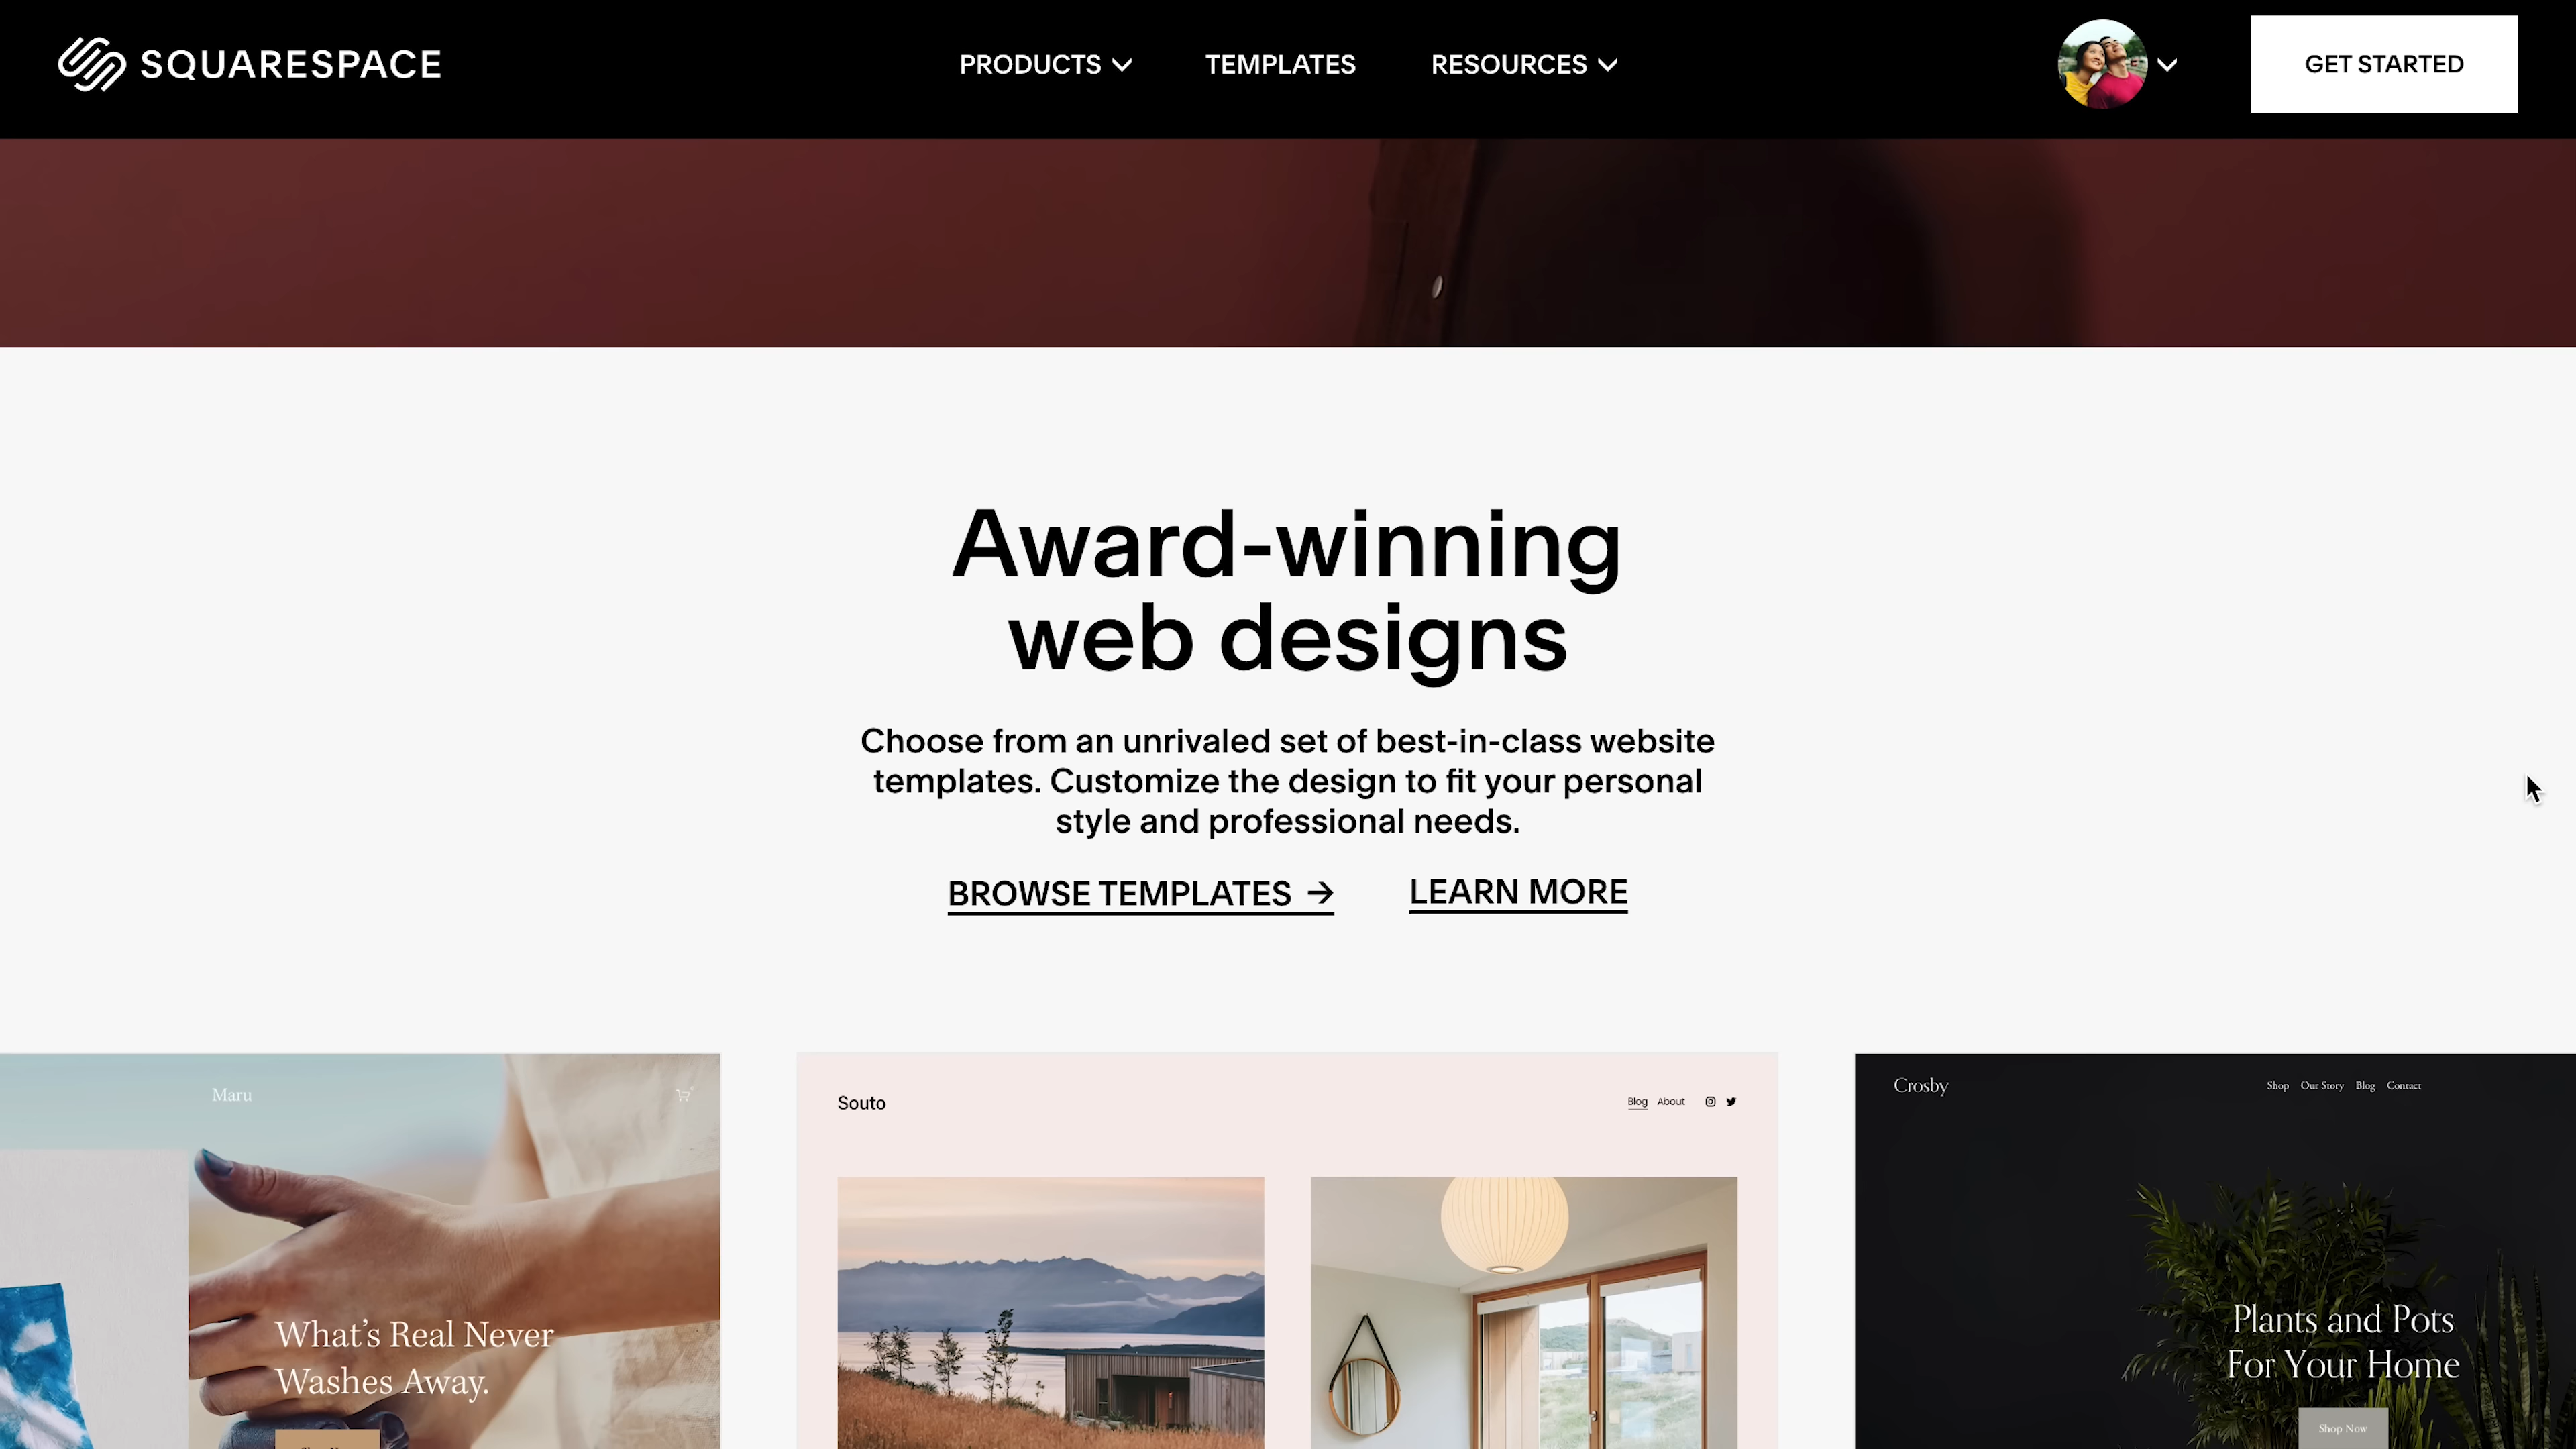 SQUARESPACE
PRODUCTS
TEMPLATES
RESOURCES
GET STARTED
Award-winning
web designs
Choose from an unrivaled set of best-in-class website
templates. Customize the design to fit your personal
style and professional needs.
BROWSE TEMPLATES →
LEARN MORE
Maru
What's Real Never
Washes Away.
Souto
Blog About
Crosby
Shop Our Story Blog Contact
Plants and Pots
For Your Home
Shop Now